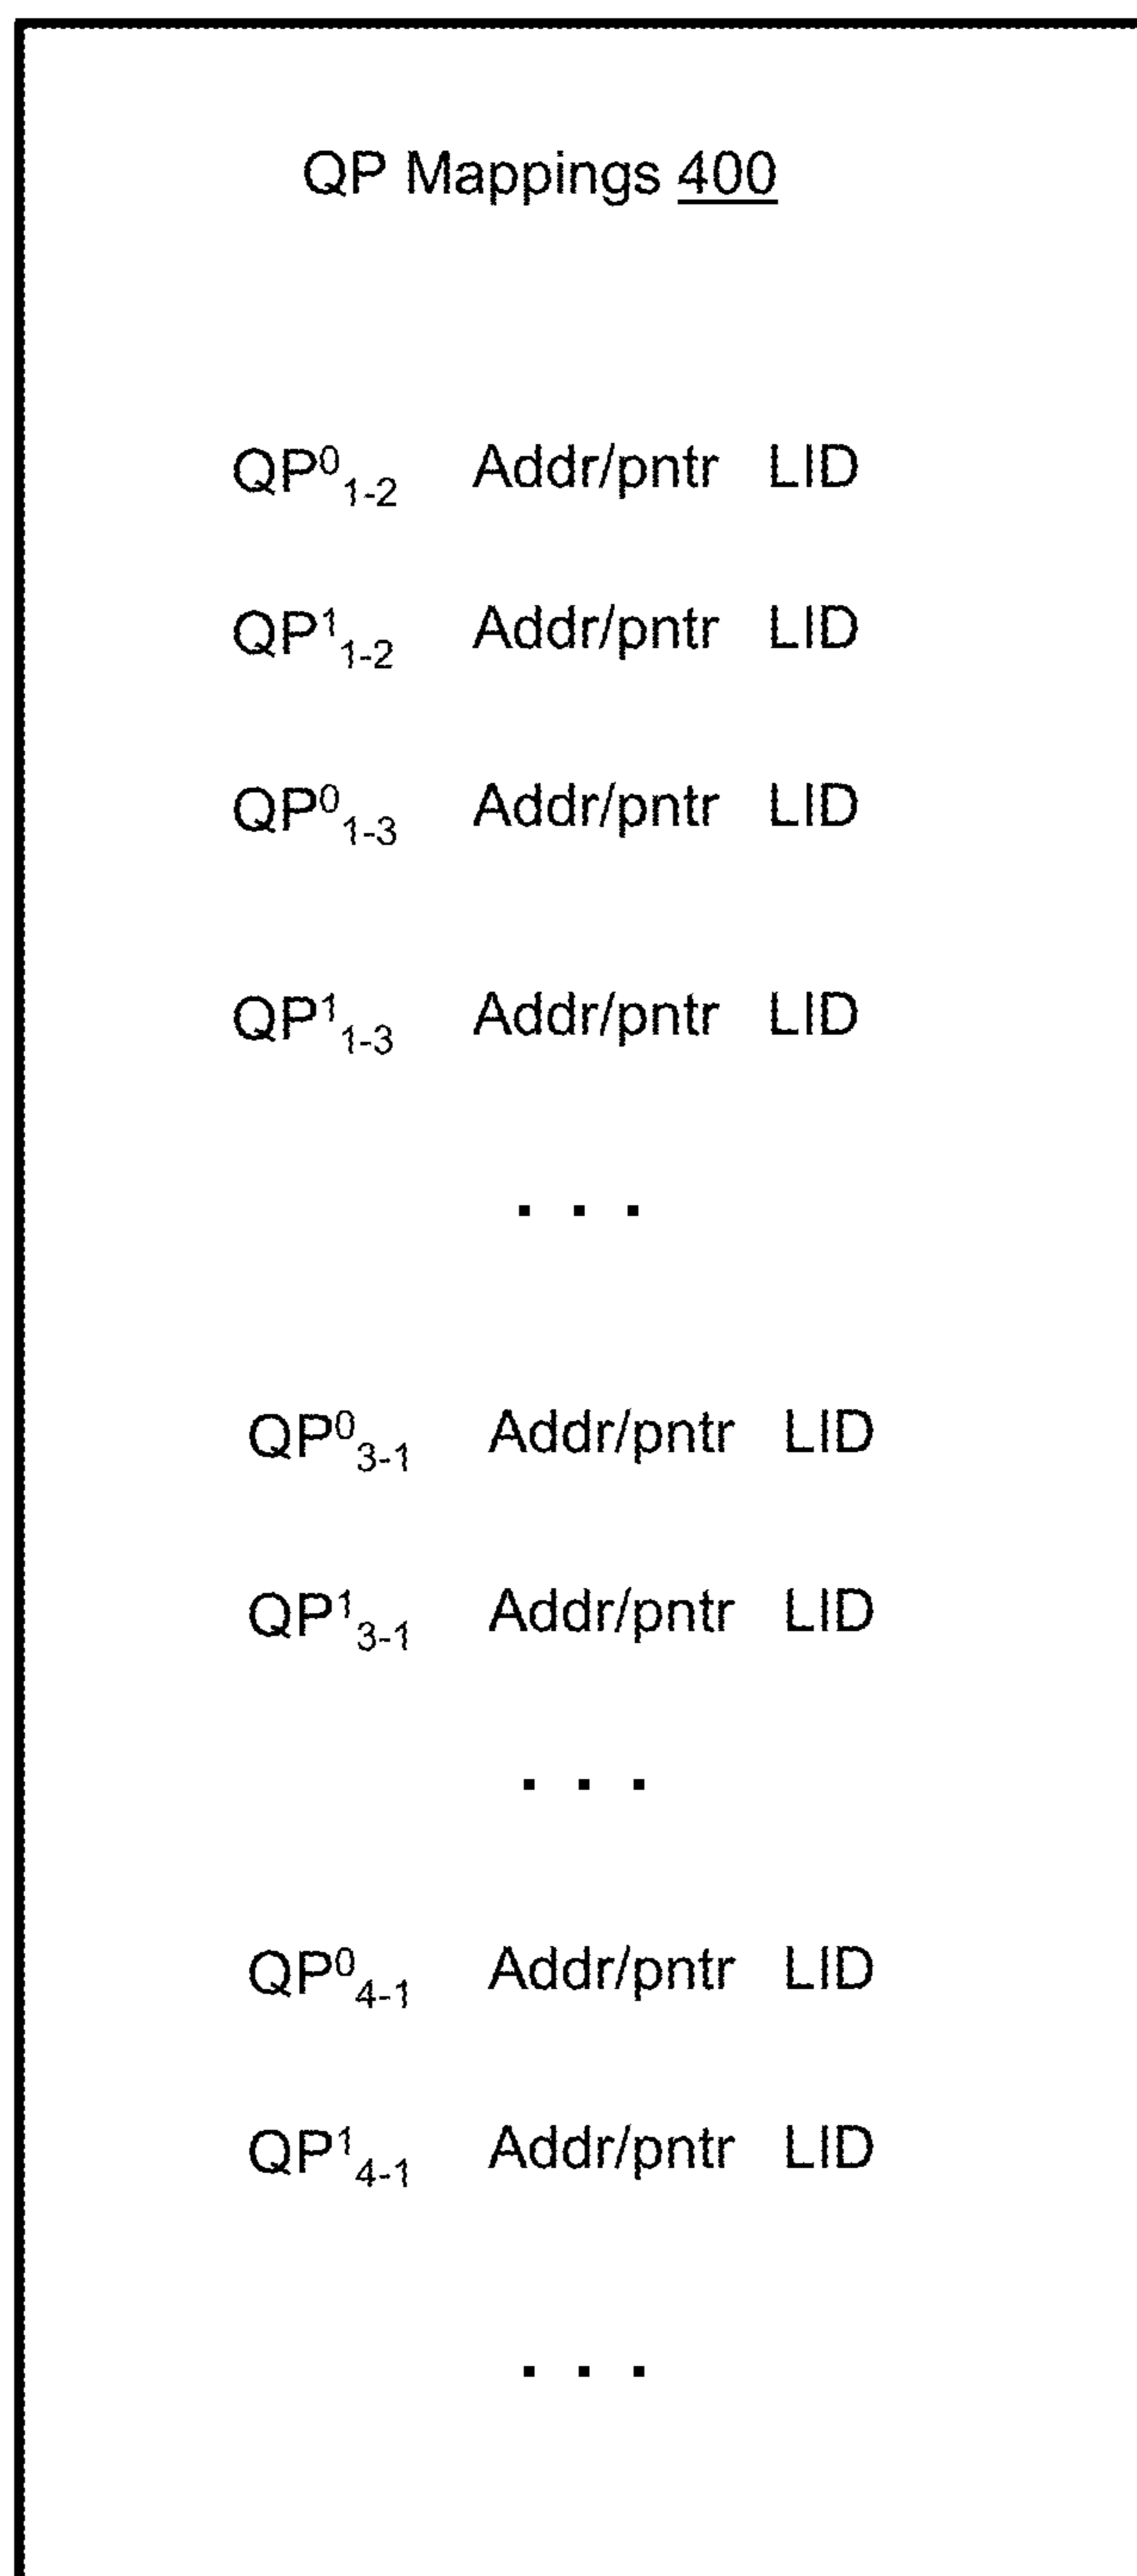 QP Mappings 400
QP⁰₁₋₂ Addr/pntr LID
QP¹₁₋₂ Addr/pntr LID
QP⁰₁₋₃ Addr/pntr LID
QP¹₁₋₃ Addr/pntr LID
. . .
QP⁰₃₋₁ Addr/pntr LID
QP¹₃₋₁ Addr/pntr LID
. . .
QP⁰₄₋₁ Addr/pntr LID
QP¹₄₋₁ Addr/pntr LID
. . .